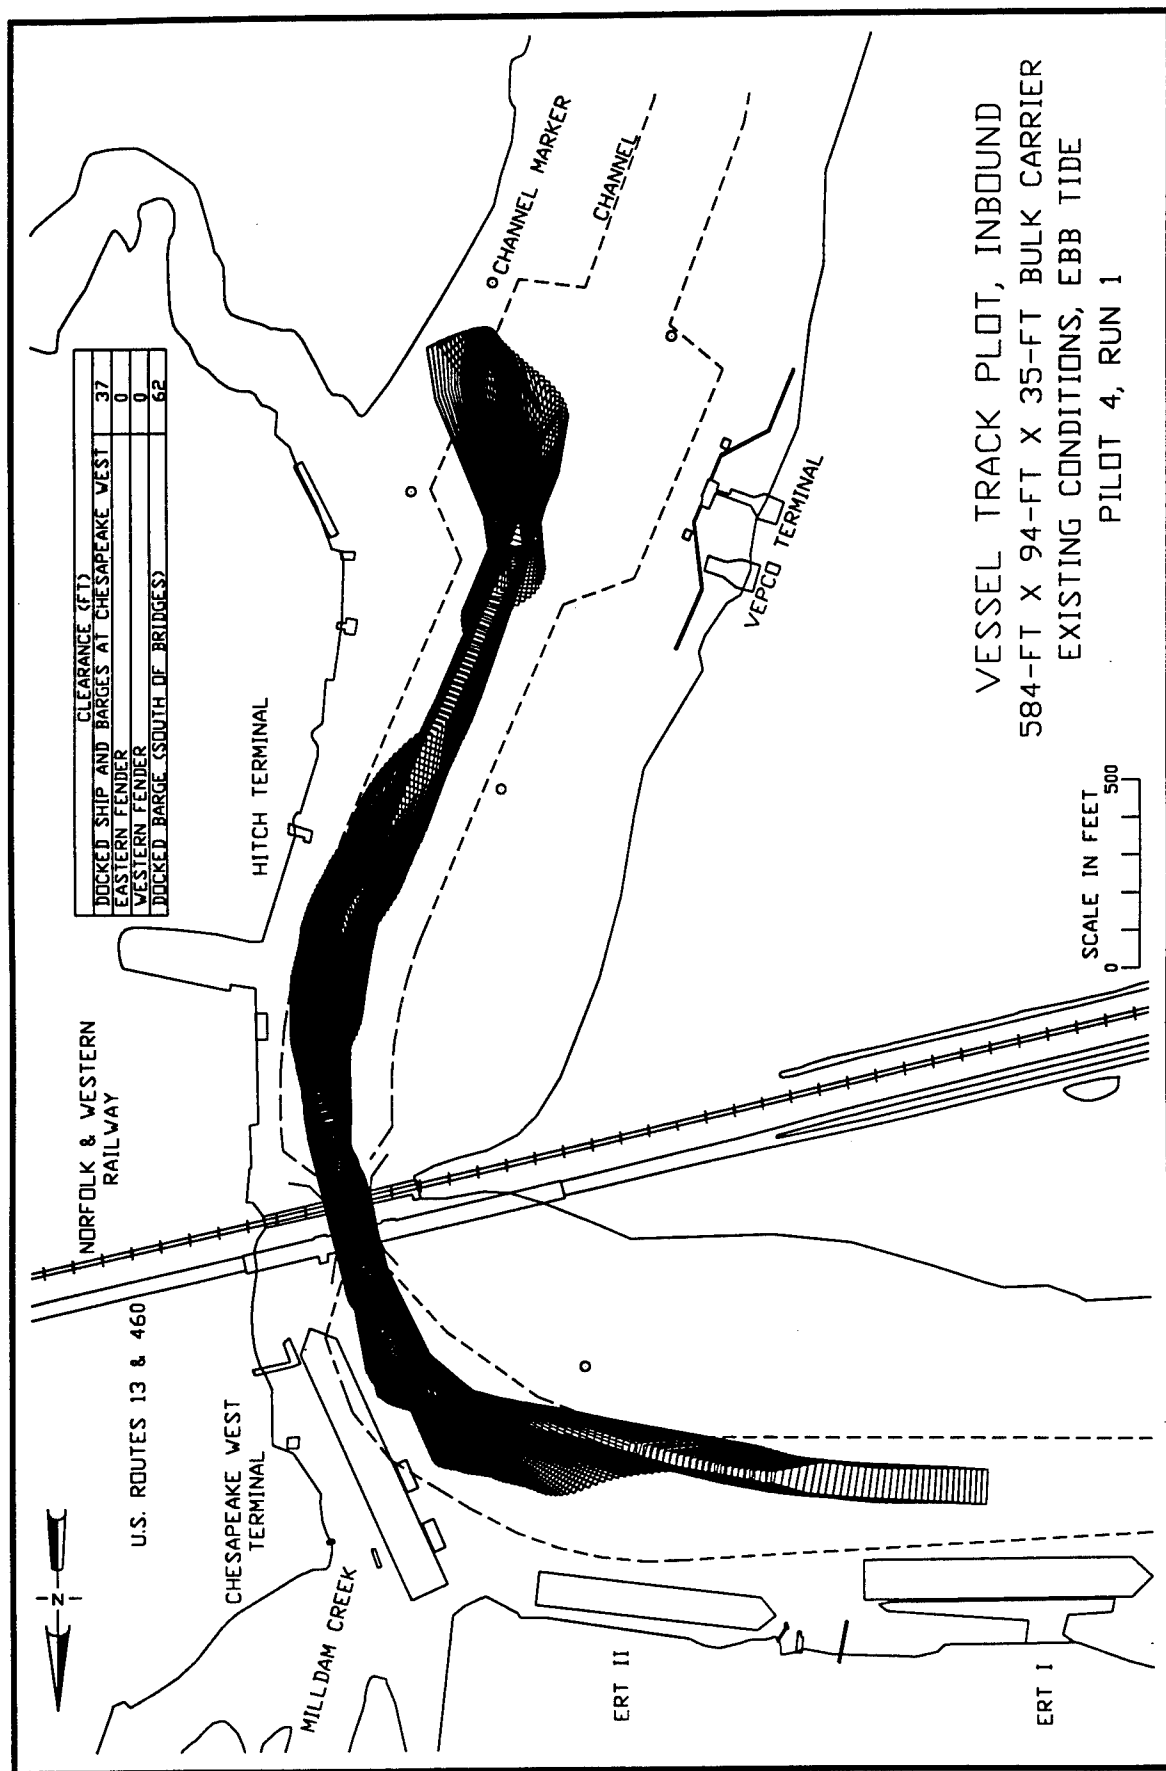 CLEARANCE (FT)
DOCKED SHIP AND BARGES AT CHESAPEAKE WEST 37
EASTERN FENDER 0
WESTERN FENDER 0
DOCKED BARGE (SOUTH OF BRIDGES) 62
N
U.S. ROUTES 13 & 460
NORFOLK & WESTERN
RAILWAY
HITCH TERMINAL
CHANNEL MARKER
CHANNEL
CHESAPEAKE WEST
TERMINAL
MILLDAM CREEK
VEPCO TERMINAL
ERT II
ERT I
SCALE IN FEET
0 500
VESSEL TRACK PLOT, INBOUND
584-FT X 94-FT X 35-FT BULK CARRIER
EXISTING CONDITIONS, EBB TIDE
PILOT 4, RUN 1